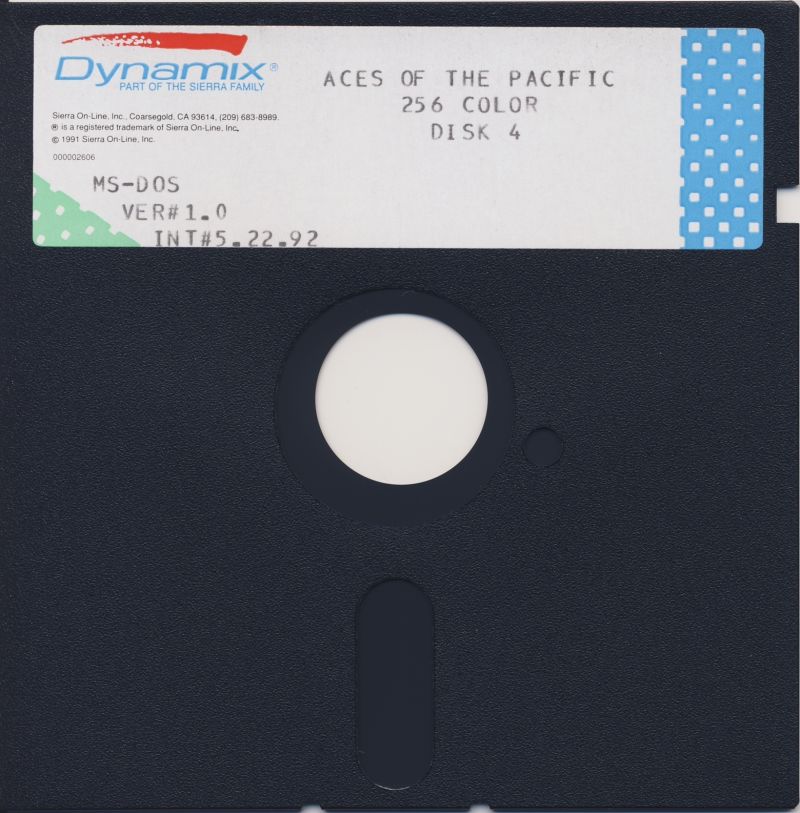 Dynamix®
PART OF THE SIERRA FAMILY
Sierra On-Line, Inc., Coarsegold, CA 93614, (209) 683-8989.
® is a registered trademark of Sierra On-Line, Inc.
© 1991 Sierra On-Line, Inc.
000002606
ACES OF THE PACIFIC
256 COLOR
DISK 4
MS-DOS
VER#1.0
INT#5.22.92